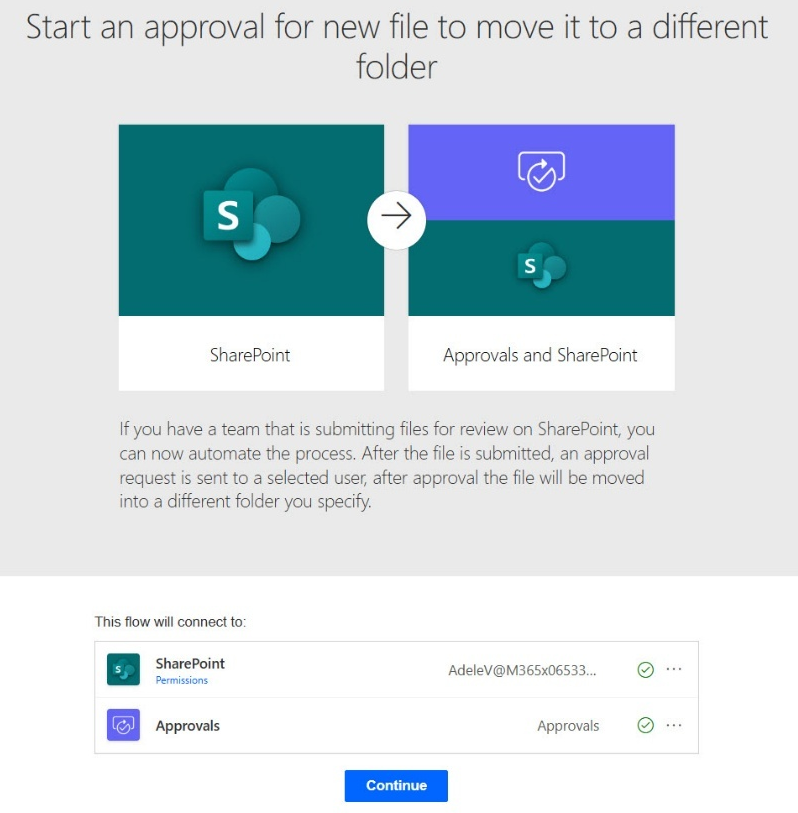 Start an approval for new file to move it to a different
folder
S
S
SharePoint
Approvals and SharePoint
If you have a team that is submitting files for review on SharePoint, you
can now automate the process. After the file is submitted, an approval
request is sent to a selected user, after approval the file will be moved
into a different folder you specify.
This flow will connect to:
S
SharePoint
Permissions
AdeleV@M365x06533...
Approvals
Approvals
Continue